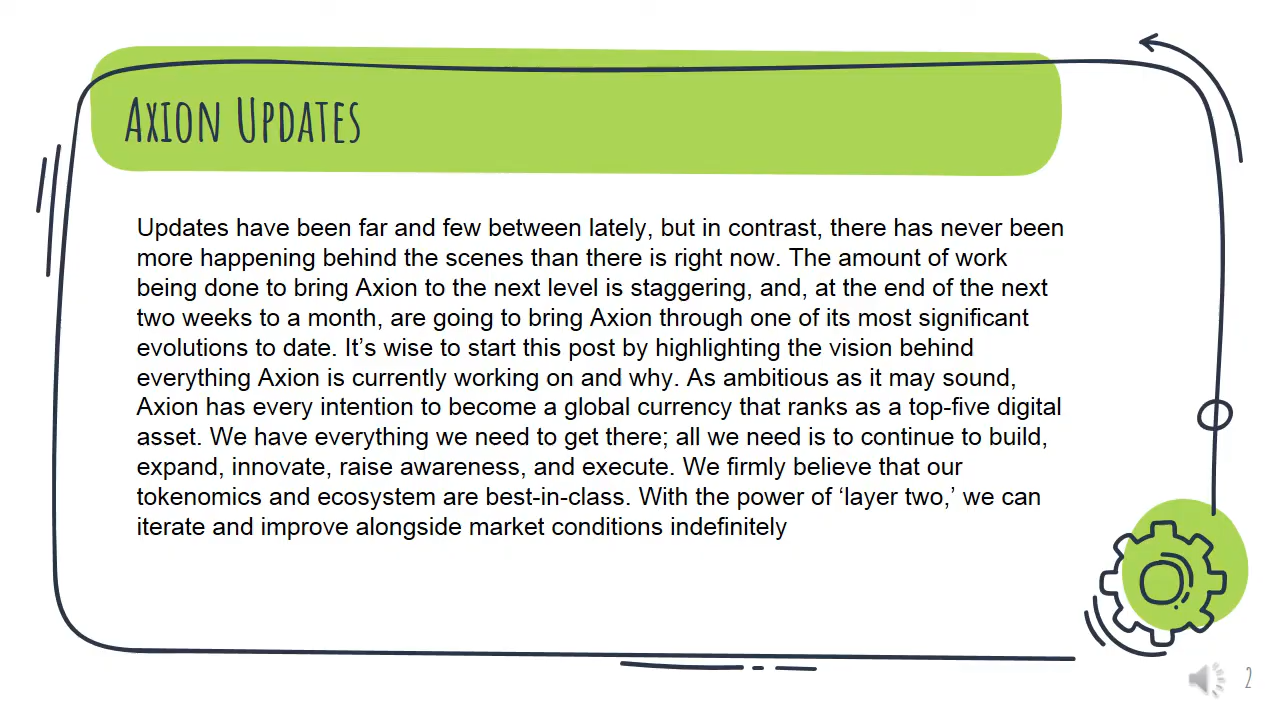 Axion Updates
Updates have been far and few between lately, but in contrast, there has never been
more happening behind the scenes than there is right now. The amount of work
being done to bring Axion to the next level is staggering, and, at the end of the next
two weeks to a month, are going to bring Axion through one of its most significant
evolutions to date. It’s wise to start this post by highlighting the vision behind
everything Axion is currently working on and why. As ambitious as it may sound,
Axion has every intention to become a global currency that ranks as a top-five digital
asset. We have everything we need to get there; all we need is to continue to build,
expand, innovate, raise awareness, and execute. We firmly believe that our
tokenomics and ecosystem are best-in-class. With the power of ‘layer two,’ we can
iterate and improve alongside market conditions indefinitely
2